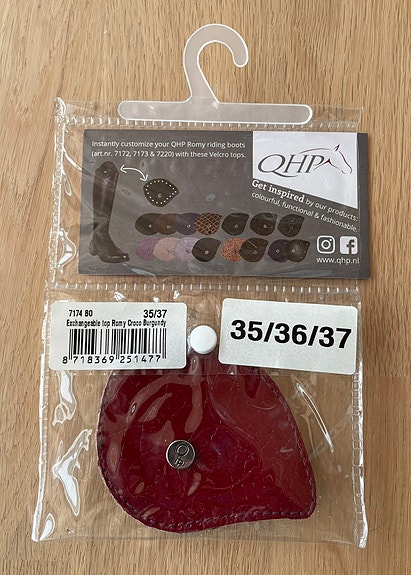 Instantly customize your QHP Romy riding boots
(art.nr. 7172, 7173 & 7220) with these Velcro tops.
QHP
Get inspired by our products:
colourful, functional & fashionable.
www.qhp.nl
7174 BO 35/37
Exchangeable top Romy Croco Burgundy
8 718369 251477
35/36/37
QHP